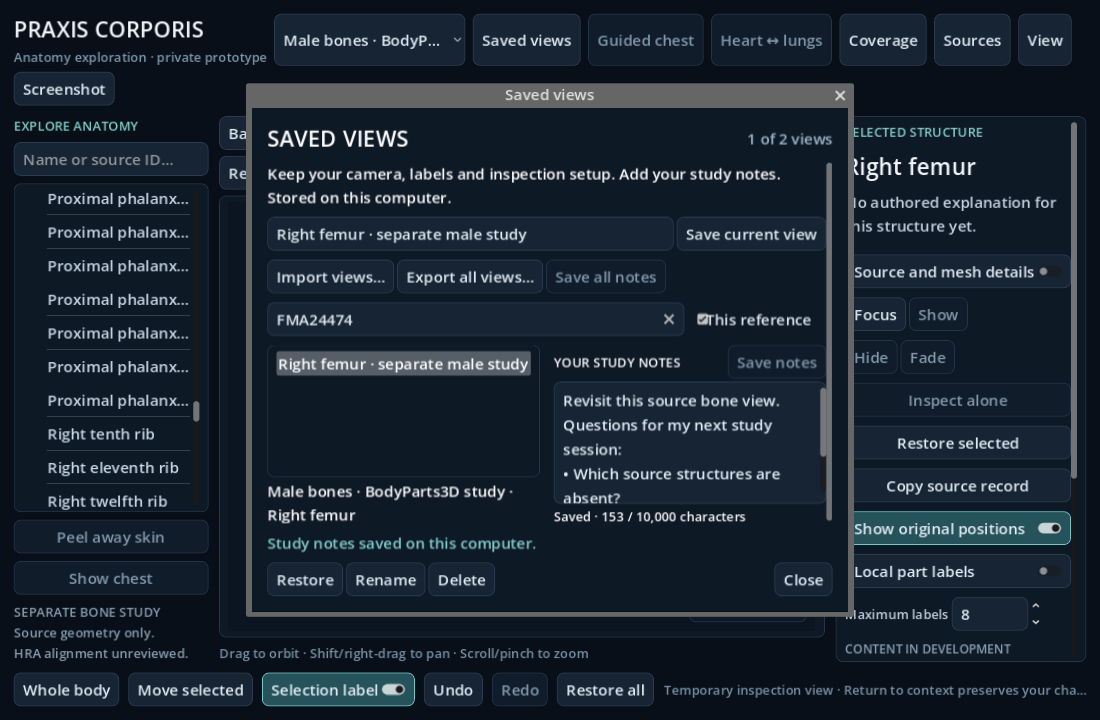 PRAXIS CORPORIS
Anatomy exploration · private prototype
Male bones · BodyP...
Saved views
Guided chest
Heart ↔ lungs
Coverage
Sources
View
Screenshot
EXPLORE ANATOMY
Name or source ID...
Proximal phalanx...
Proximal phalanx...
Proximal phalanx...
Proximal phalanx...
Proximal phalanx...
Proximal phalanx...
Proximal phalanx...
Right tenth rib
Right eleventh rib
Right twelfth rib
Peel away skin
Show chest
SEPARATE BONE STUDY
Source geometry only.
HRA alignment unreviewed.
Ba
Re
Saved views
SAVED VIEWS
1 of 2 views
Keep your camera, labels and inspection setup. Add your study notes.
Stored on this computer.
Right femur · separate male study
Save current view
Import views...
Export all views...
Save all notes
FMA24474
This reference
Right femur · separate male study
YOUR STUDY NOTES
Save notes
Revisit this source bone view.
Questions for my next study
session:
• Which source structures are
absent?
Male bones · BodyParts3D study ·
Right femur
Saved · 153 / 10,000 characters
Study notes saved on this computer.
Restore
Rename
Delete
Close
ELECTED STRUCTURE
Right femur
o authored explanation for
his structure yet.
Source and mesh details
Focus
Show
Hide
Fade
Inspect alone
Restore selected
Copy source record
Show original positions
Local part labels
Maximum labels
8
CONTENT IN DEVELOPMENT
Drag to orbit · Shift/right-drag to pan · Scroll/pinch to zoom
Whole body
Move selected
Selection label
Undo
Redo
Restore all
Temporary inspection view · Return to context preserves your cha...